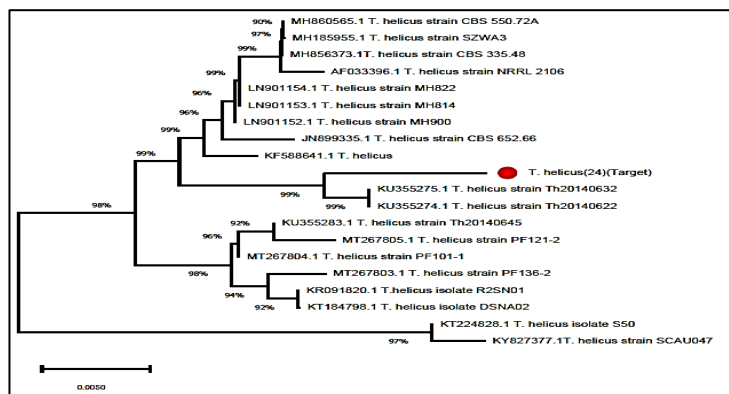 90% MH860565.1 T. helicus strain CBS 550.72A
97% MH185955.1 T. helicus strain SZWA3
MH856373.1T. helicus strain CBS 335.48
99%
AF033396.1 T. helicus strain NRRL 2106
99%
LN901154.1 T. helicus strain MH822
96%
LN901153.1 T. helicus strain MH814
96%
LN901152.1 T. helicus strain MH900
99%
JN899335.1 T. helicus strain CBS 652.66
99%
KF588641.1 T. helicus
T. helicus(24)(Target)
99%
KU355275.1 T. helicus strain Th20140632
99%
KU355274.1 T. helicus strain Th20140622
98%
92% KU355283.1 T. helicus strain Th20140645
96%
MT267805.1 T. helicus strain PF121-2
MT267804.1 T. helicus strain PF101-1
98%
MT267803.1 T. helicus strain PF136-2
94%
KR091820.1 T.helicus isolate R2SN01
92% KT184798.1 T. helicus isolate DSNA02
KT224828.1 T. helicus isolate S50
97% KY827377.1T. helicus strain SCAU047
0.0050